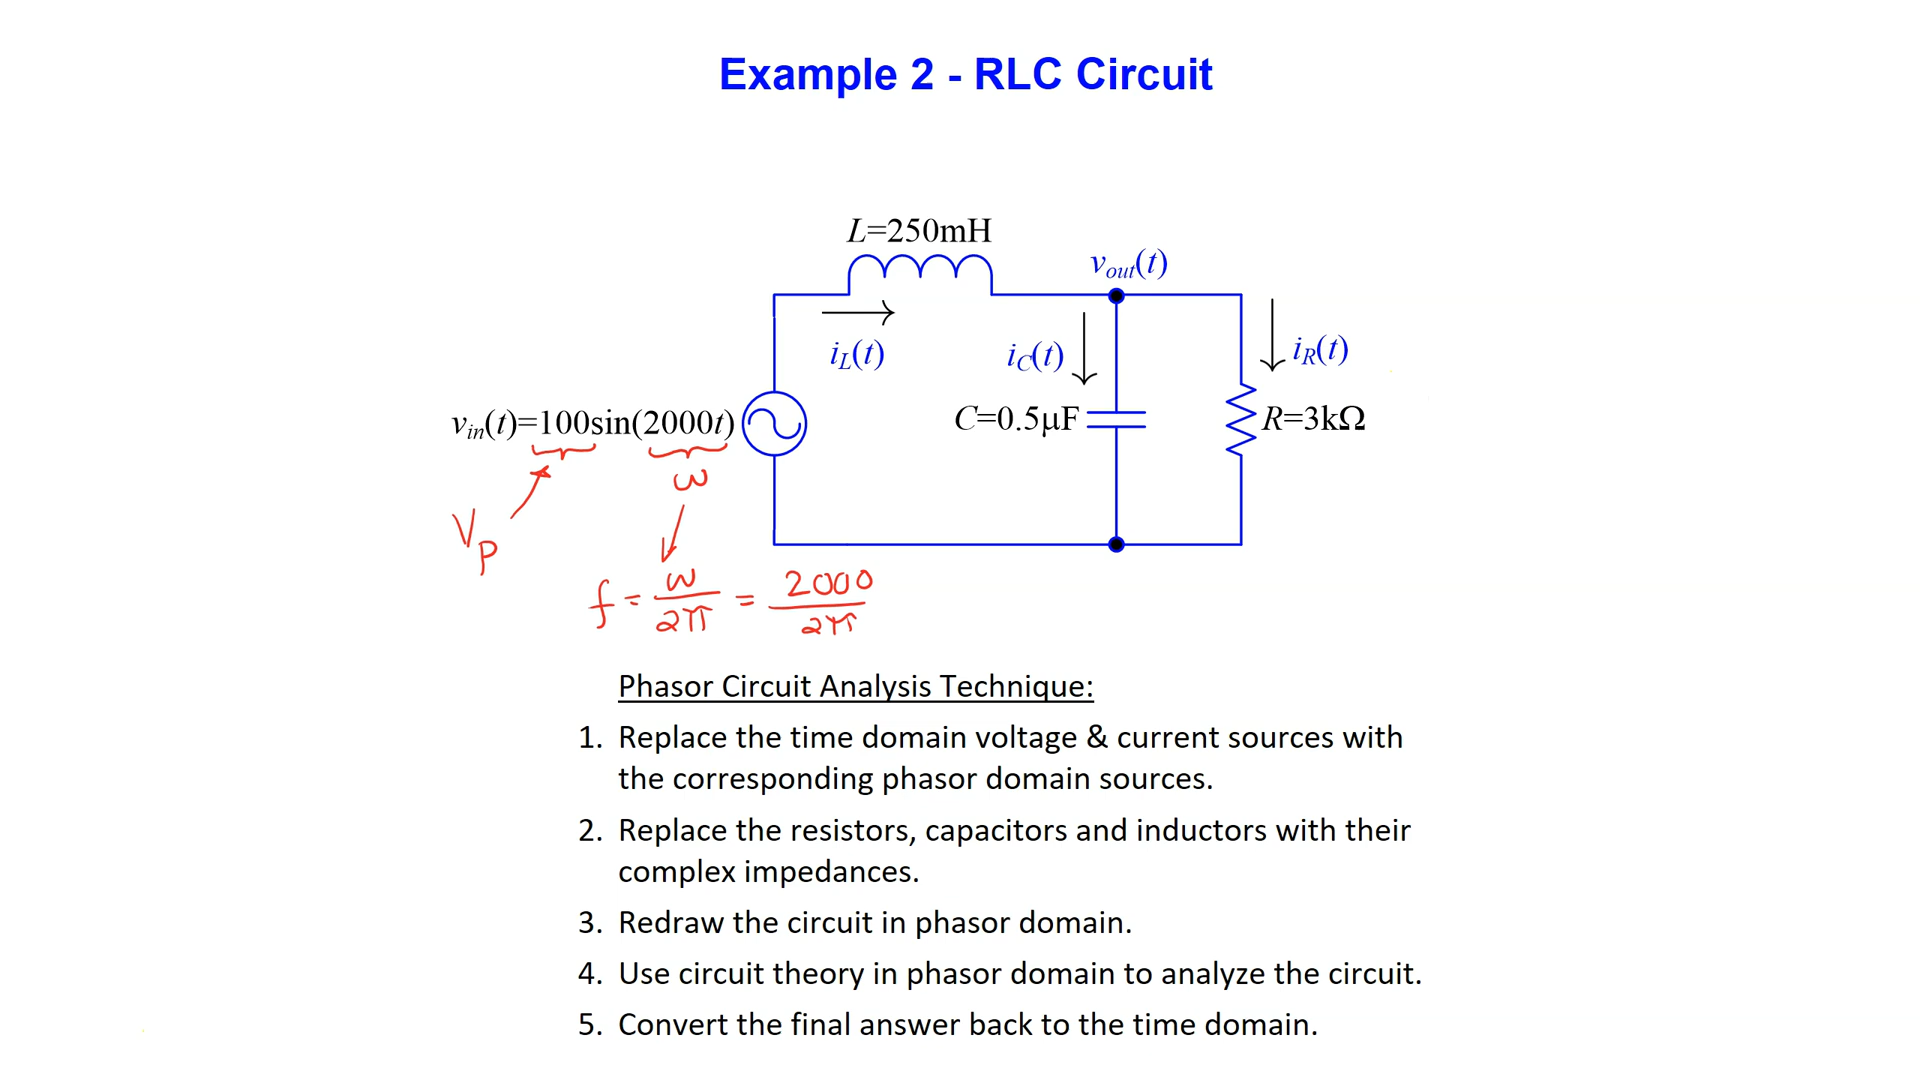 Example 2 - RLC Circuit
L=250mH
vout(t)
iL(t)
iC(t)
iR(t)
vin(t)=100sin(2000t)
C=0.5μF
R=3kΩ
ω
Vp
f = ω/2π = 2000/2π
Phasor Circuit Analysis Technique:
1. Replace the time domain voltage & current sources with
the corresponding phasor domain sources.
2. Replace the resistors, capacitors and inductors with their
complex impedances.
3. Redraw the circuit in phasor domain.
4. Use circuit theory in phasor domain to analyze the circuit.
5. Convert the final answer back to the time domain.